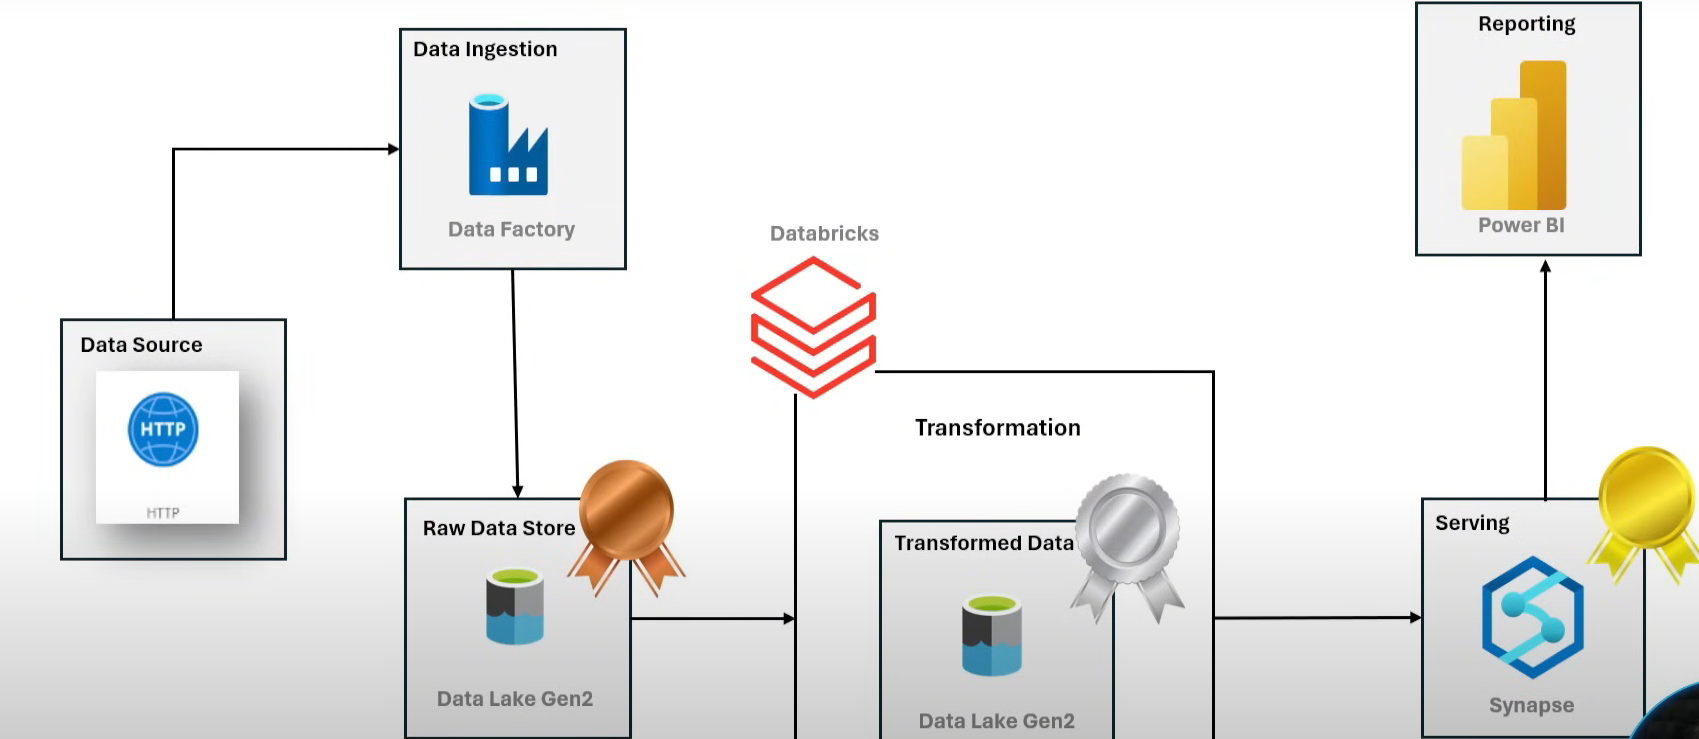 Data Ingestion
Data Factory
Data Source
HTTP
HTTP
Databricks
Transformation
Raw Data Store
Data Lake Gen2
Transformed Data
Data Lake Gen2
Serving
Synapse
Reporting
Power BI